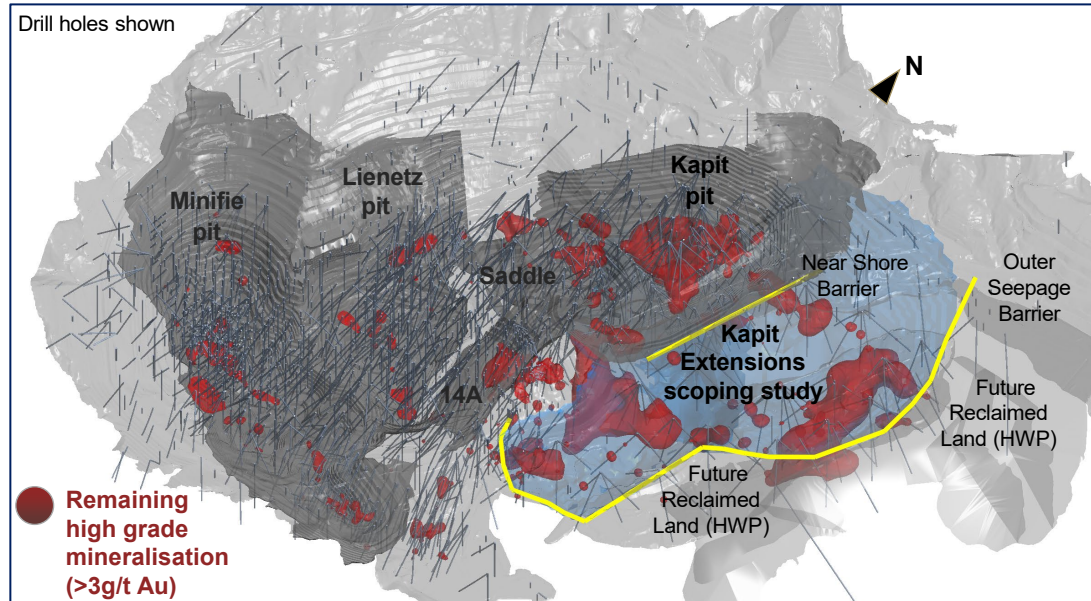 Drill holes shown
N
Minifie
pit
Lienetz
pit
Kapit
pit
Saddle
14A
Near Shore
Barrier
Outer
Seepage
Barrier
Kapit
Extensions
scoping study
Future
Reclaimed
Land (HWP)
Future
Reclaimed
Land (HWP)
Remaining
high grade
mineralisation
(>3g/t Au)